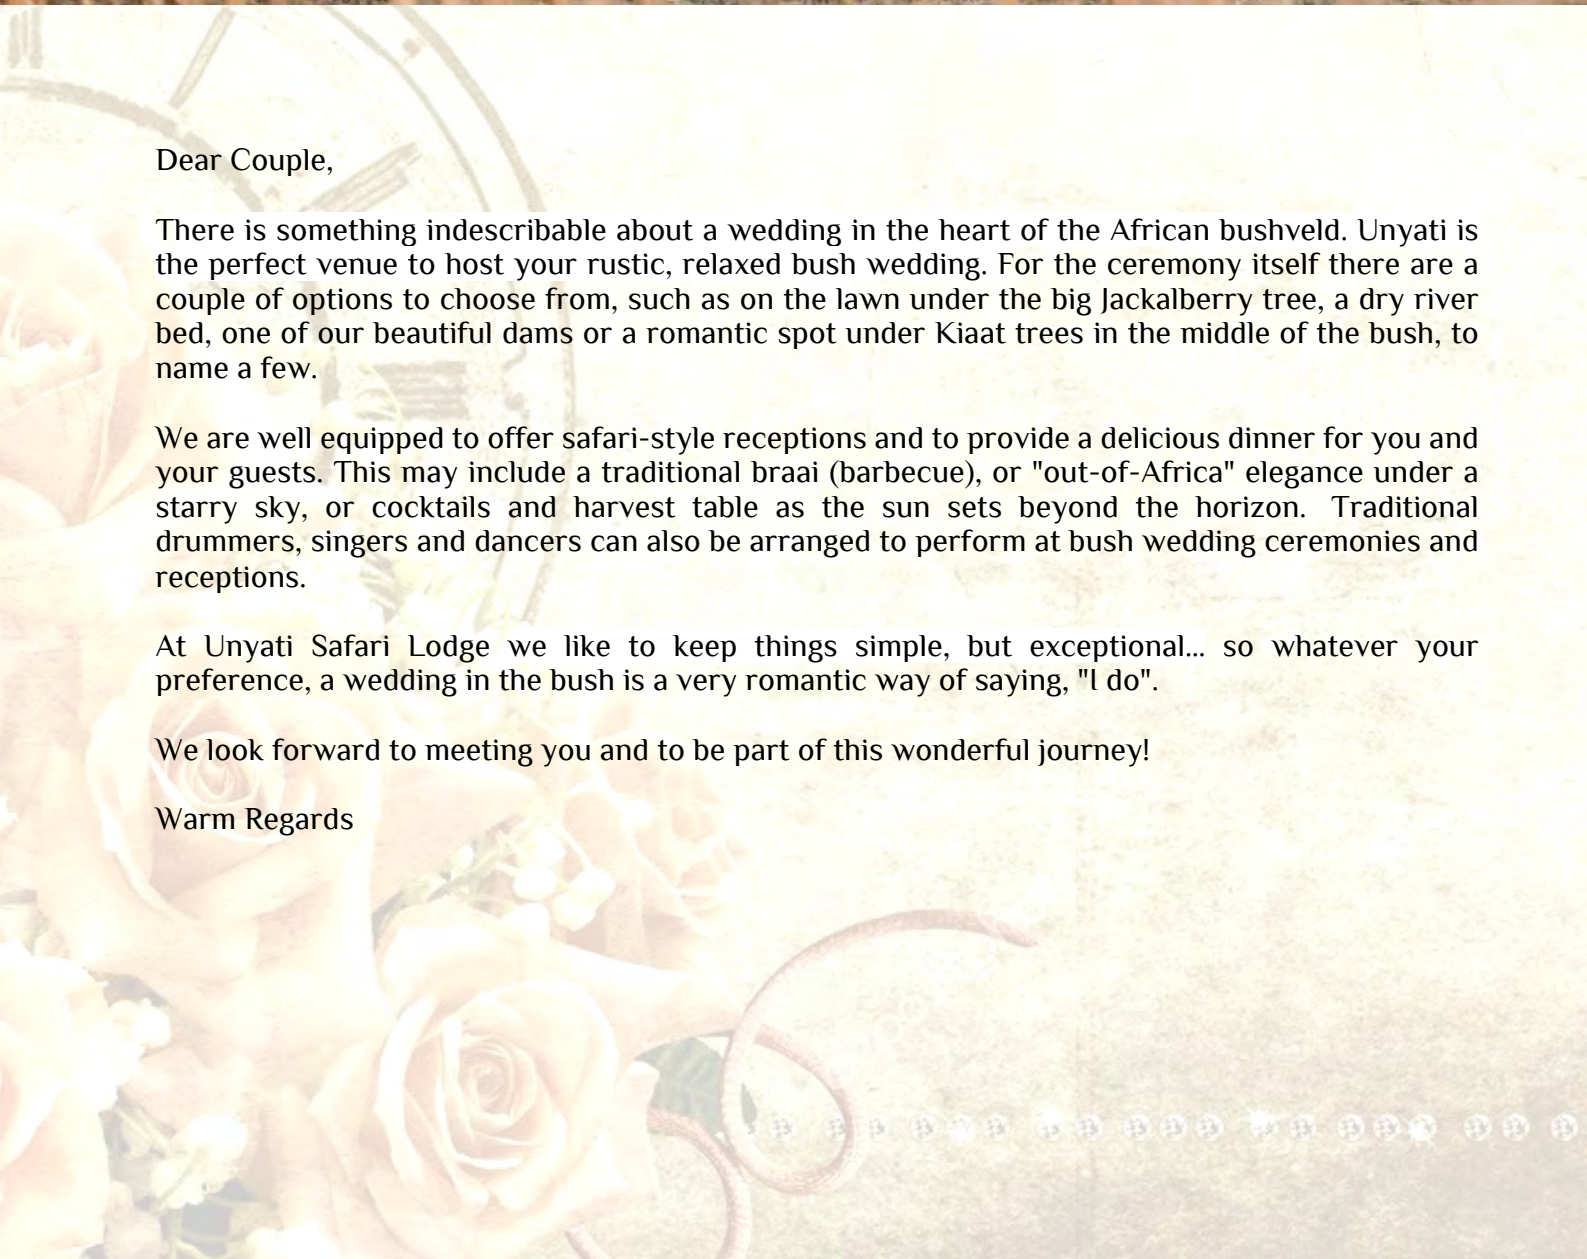 Dear Couple,
There is something indescribable about a wedding in the heart of the African bushveld. Unyati is
the perfect venue to host your rustic, relaxed bush wedding. For the ceremony itself there are a
couple of options to choose from, such as on the lawn under the big Jackalberry tree, a dry river
bed, one of our beautiful dams or a romantic spot under Kiaat trees in the middle of the bush, to
name a few.
We are well equipped to offer safari-style receptions and to provide a delicious dinner for you and
your guests. This may include a traditional braai (barbecue), or "out-of-Africa" elegance under a
starry sky, or cocktails and harvest table as the sun sets beyond the horizon. Traditional
drummers, singers and dancers can also be arranged to perform at bush wedding ceremonies and
receptions.
At Unyati Safari Lodge we like to keep things simple, but exceptional... so whatever your
preference, a wedding in the bush is a very romantic way of saying, "I do".
We look forward to meeting you and to be part of this wonderful journey!
Warm Regards